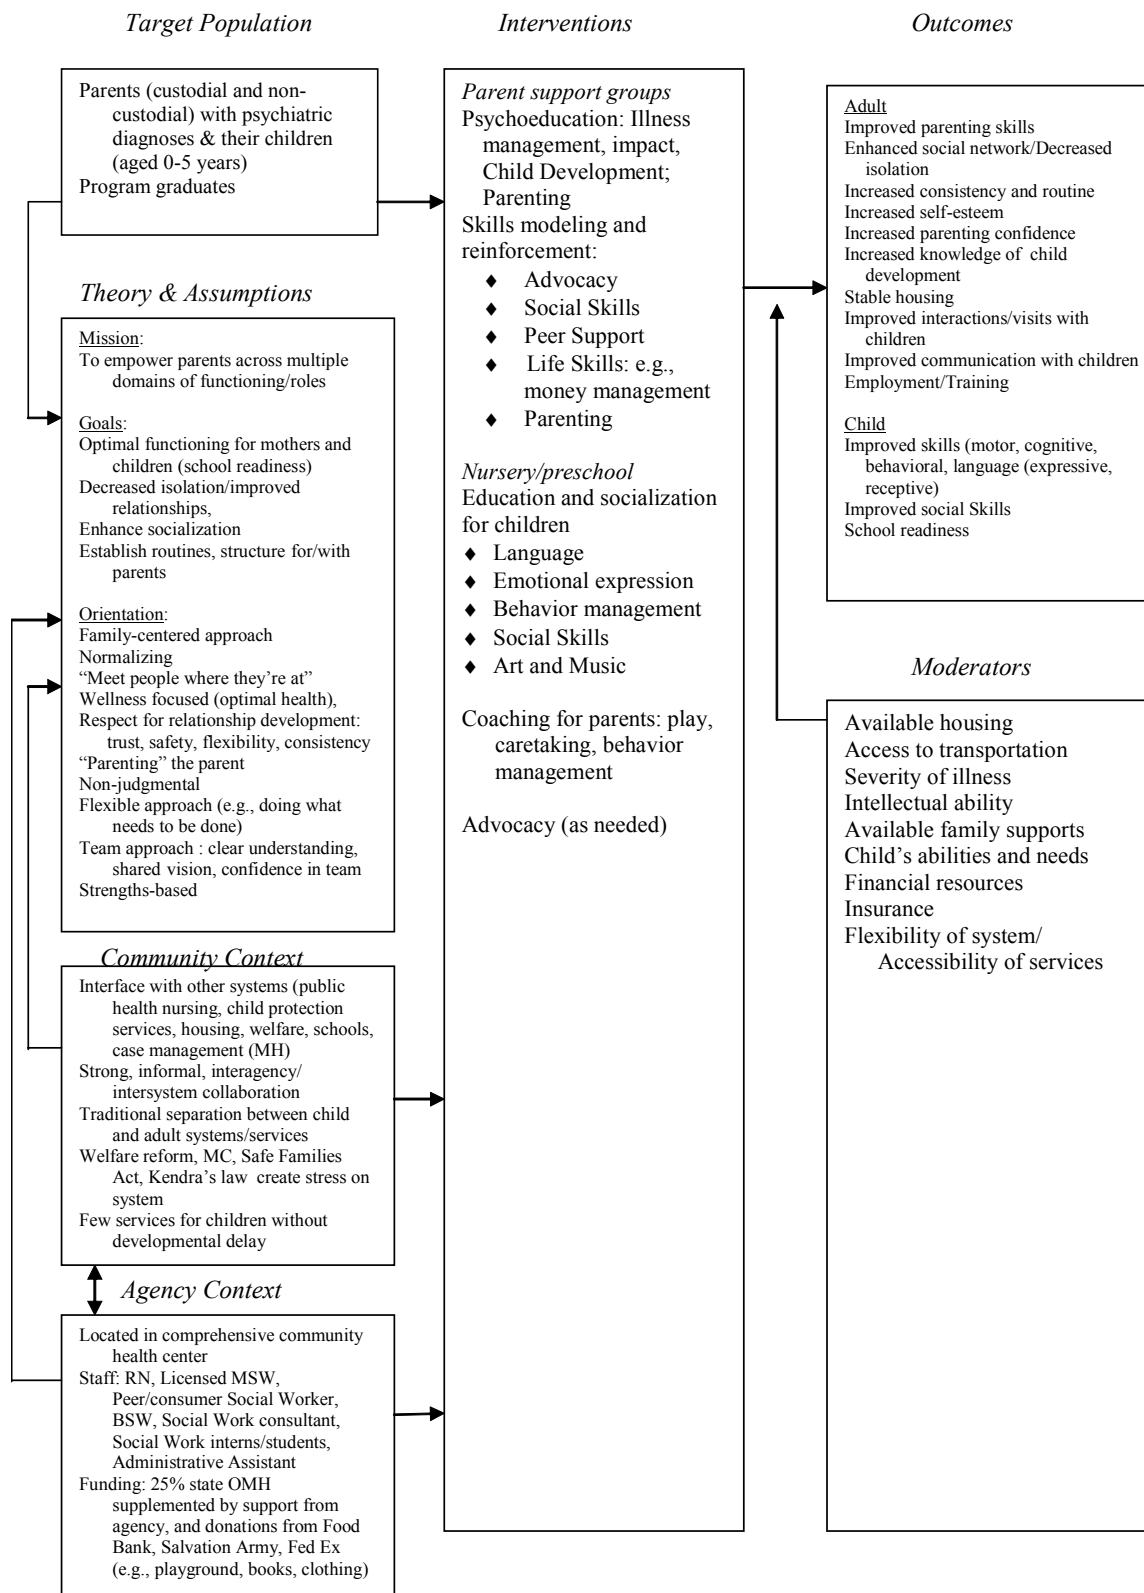 Target Population
Parents (custodial and non-
custodial) with psychiatric
diagnoses & their children
(aged 0-5 years)
Program graduates
Theory & Assumptions
Mission:
To empower parents across multiple
domains of functioning/roles
Goals:
Optimal functioning for mothers and
children (school readiness)
Decreased isolation/improved
relationships,
Enhance socialization
Establish routines, structure for/with
parents
Orientation:
Family-centered approach
Normalizing
“Meet people where they’re at”
Wellness focused (optimal health),
Respect for relationship development:
trust, safety, flexibility, consistency
“Parenting” the parent
Non-judgmental
Flexible approach (e.g., doing what
needs to be done)
Team approach : clear understanding,
shared vision, confidence in team
Strengths-based
Community Context
Interface with other systems (public
health nursing, child protection
services, housing, welfare, schools,
case management (MH)
Strong, informal, interagency/
intersystem collaboration
Traditional separation between child
and adult systems/services
Welfare reform, MC, Safe Families
Act, Kendra’s law create stress on
system
Few services for children without
developmental delay
Agency Context
Located in comprehensive community
health center
Staff: RN, Licensed MSW,
Peer/consumer Social Worker,
BSW, Social Work consultant,
Social Work interns/students,
Administrative Assistant
Funding: 25% state OMH
supplemented by support from
agency, and donations from Food
Bank, Salvation Army, Fed Ex
(e.g., playground, books, clothing)
Interventions
Parent support groups
Psychoeducation: Illness
management, impact,
Child Development;
Parenting
Skills modeling and
reinforcement:
♦ Advocacy
♦ Social Skills
♦ Peer Support
♦ Life Skills: e.g.,
money management
♦ Parenting
Nursery/preschool
Education and socialization
for children
♦ Language
♦ Emotional expression
♦ Behavior management
♦ Social Skills
♦ Art and Music
Coaching for parents: play,
caretaking, behavior
management
Advocacy (as needed)
Outcomes
Adult
Improved parenting skills
Enhanced social network/Decreased
isolation
Increased consistency and routine
Increased self-esteem
Increased parenting confidence
Increased knowledge of child
development
Stable housing
Improved interactions/visits with
children
Improved communication with children
Employment/Training
Child
Improved skills (motor, cognitive,
behavioral, language (expressive,
receptive)
Improved social Skills
School readiness
Moderators
Available housing
Access to transportation
Severity of illness
Intellectual ability
Available family supports
Child’s abilities and needs
Financial resources
Insurance
Flexibility of system/
Accessibility of services